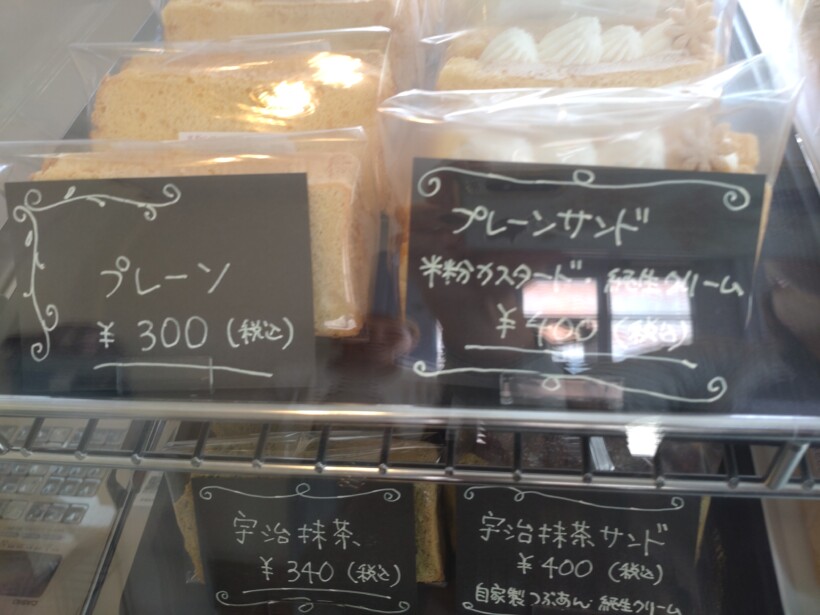 プレーン
¥300(税込)
プレーンサンド
米粉カスタード・純生クリーム
¥400(税込)
宇治抹茶
¥340(税込)
宇治抹茶サンド
¥400(税込)
自家製つぶあん・純生クリーム